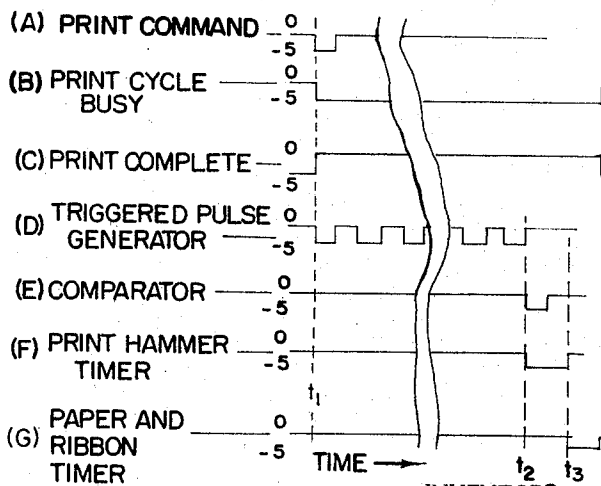 (A) PRINT COMMAND 0
-5
(B) PRINT CYCLE 0
BUSY -5
(C) PRINT COMPLETE 0
-5
(D) TRIGGERED PULSE 0
GENERATOR -5
(E) COMPARATOR 0
-5
(F) PRINT HAMMER 0
TIMER -5
t1
(G) PAPER AND 0
RIBBON -5
TIMER
TIME t2 t3